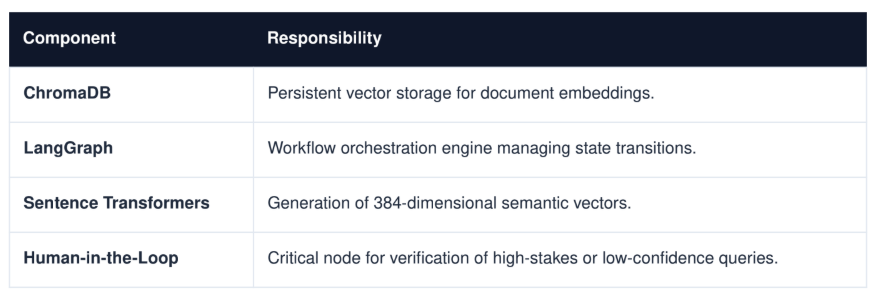 Component Responsibility
ChromaDB Persistent vector storage for document embeddings.
LangGraph Workflow orchestration engine managing state transitions.
Sentence Transformers Generation of 384-dimensional semantic vectors.
Human-in-the-Loop Critical node for verification of high-stakes or low-confidence queries.